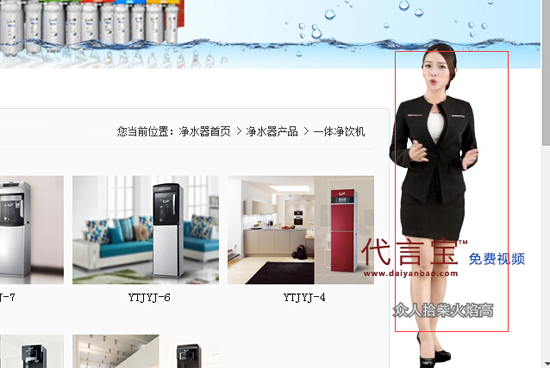 您当前位置：净水器首页 > 净水器产品 > 一体净饮机
代言宝™
www.daiyanbao.com
免费视频
众人拾柴火焰高
J-7
YTJYJ-6
YTJYJ-4